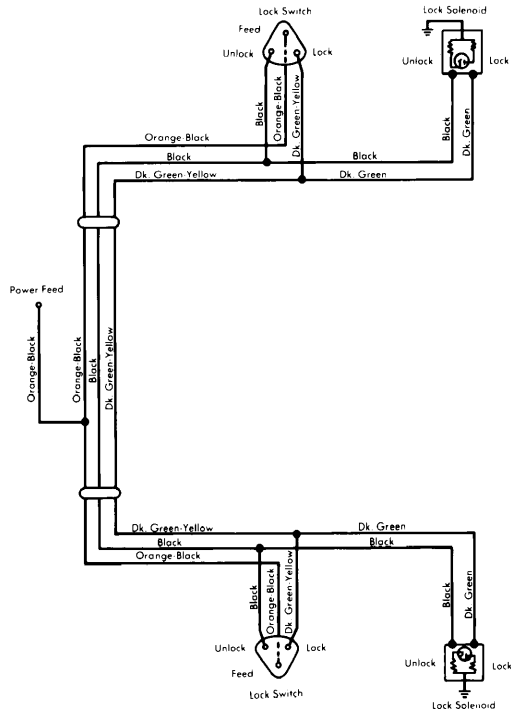 Lock Switch
Lock Solenoid
Feed
Unlock
Lock
Unlock
Lock
Black
Orange-Black
Dk. Green-Yellow
Black
Dk. Green
Orange-Black
Black
Black
Dk. Green-Yellow
Dk. Green
Power Feed
Orange-Black
Orange-Black
Black
Dk. Green-Yellow
Dk. Green-Yellow
Dk. Green
Black
Black
Orange-Black
Black
Orange-Black
Dk. Green-Yellow
Black
Dk. Green
Unlock
Lock
Feed
Lock Switch
Unlock
Lock
Lock Solenoid